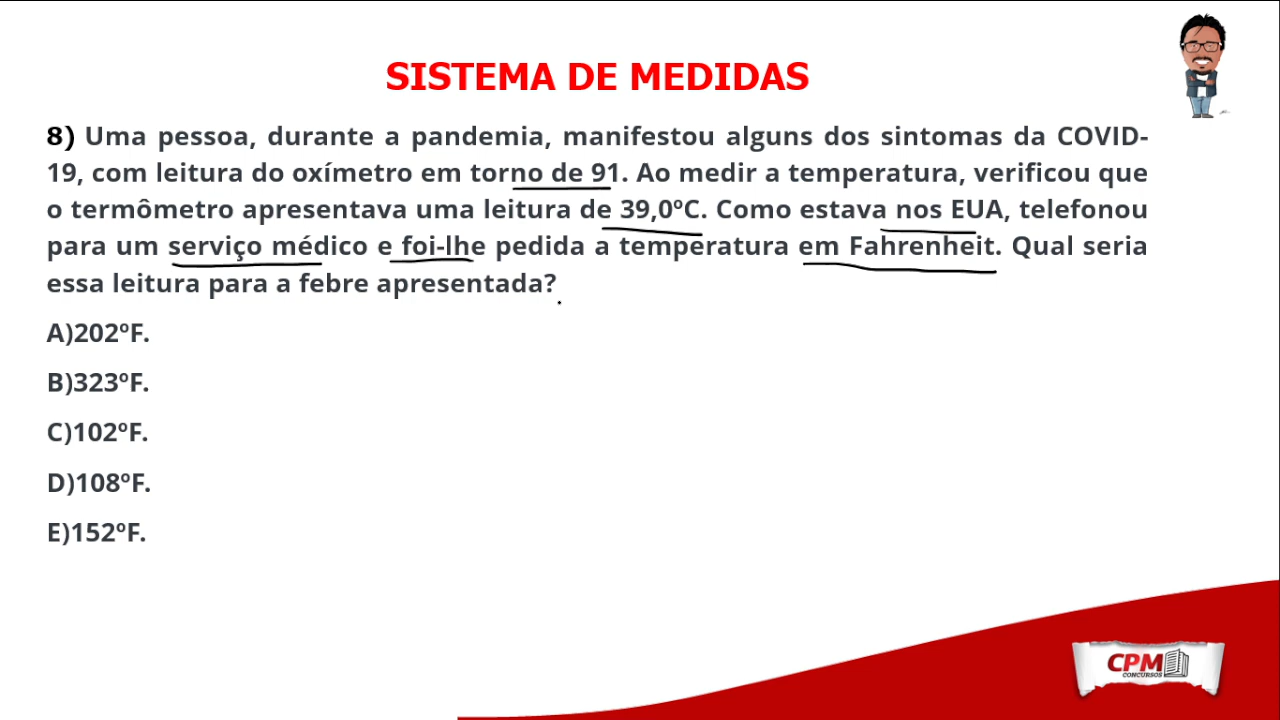 SISTEMA DE MEDIDAS
8) Uma pessoa, durante a pandemia, manifestou alguns dos sintomas da COVID-
19, com leitura do oxímetro em torno de 91. Ao medir a temperatura, verificou que
o termômetro apresentava uma leitura de 39,0ºC. Como estava nos EUA, telefonou
para um serviço médico e foi-lhe pedida a temperatura em Fahrenheit. Qual seria
essa leitura para a febre apresentada?
A)202ºF.
B)323ºF.
C)102ºF.
D)108ºF.
E)152ºF.
CPM
CONCURSOS